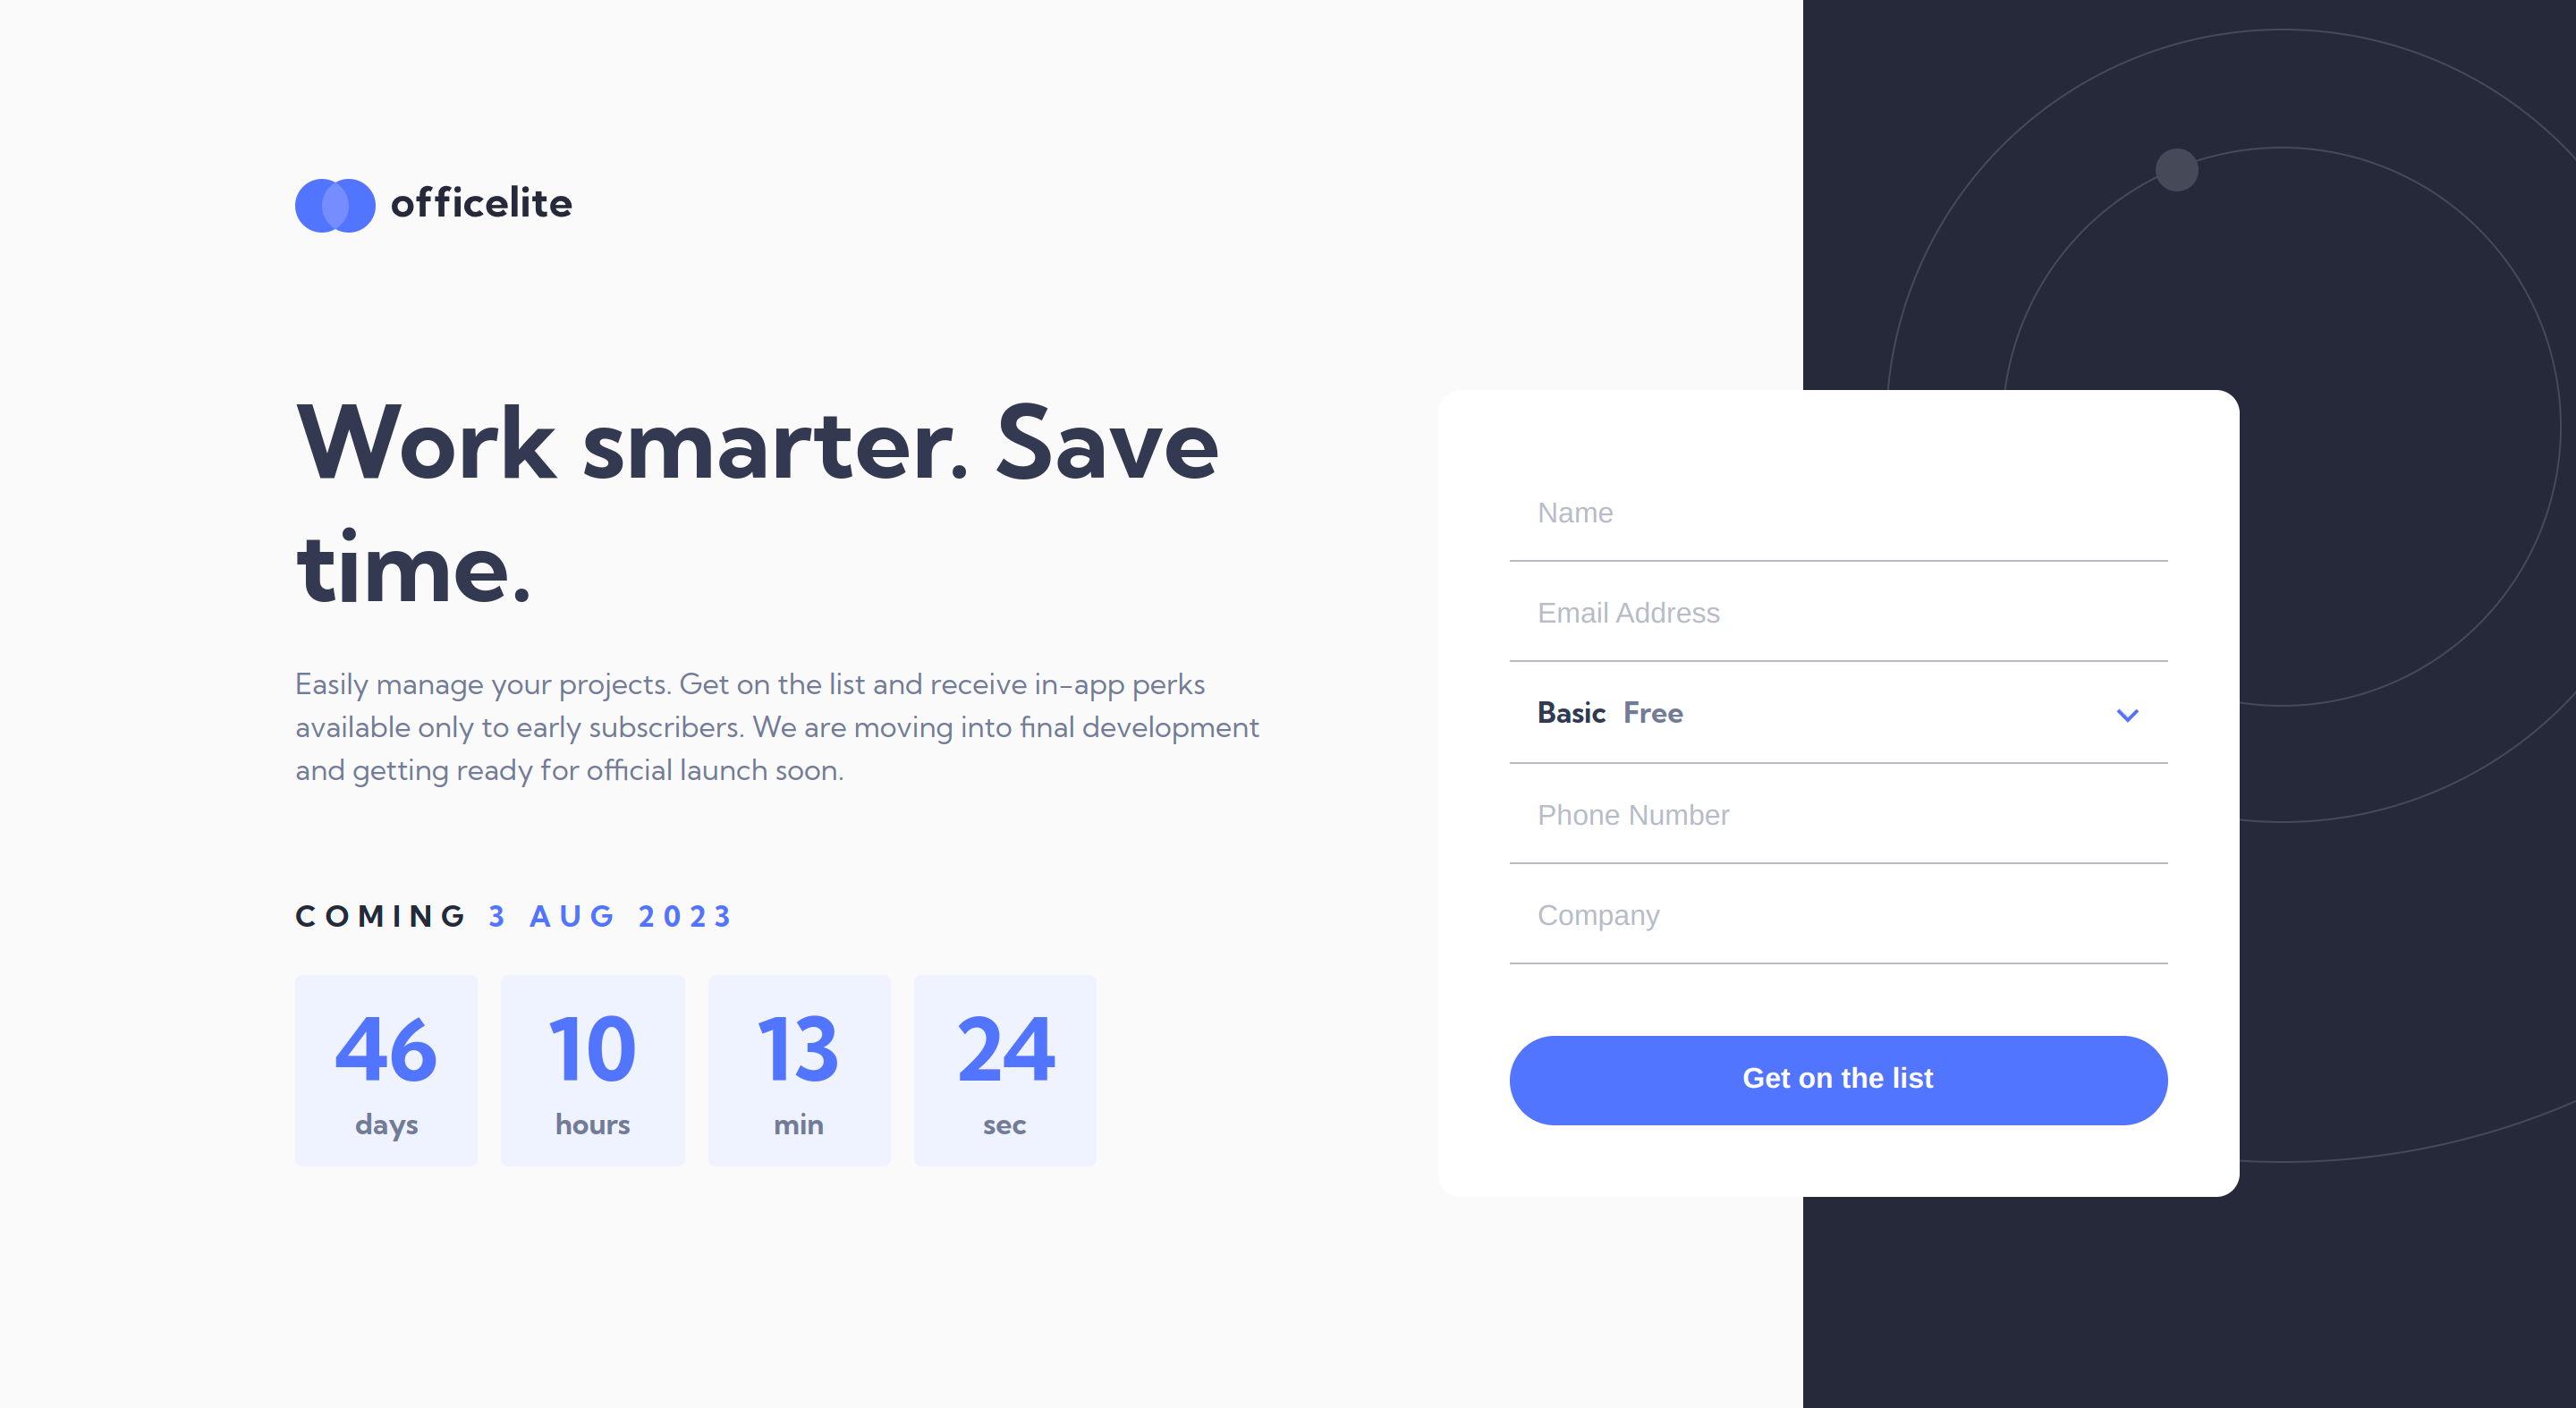 officelite
Work smarter. Save
time.
Easily manage your projects. Get on the list and receive in-app perks
available only to early subscribers. We are moving into final development
and getting ready for official launch soon.
COMING 3 AUG 2023
46 10 13 24
days hours min sec
Name
Email Address
Basic Free
Phone Number
Company
Get on the list